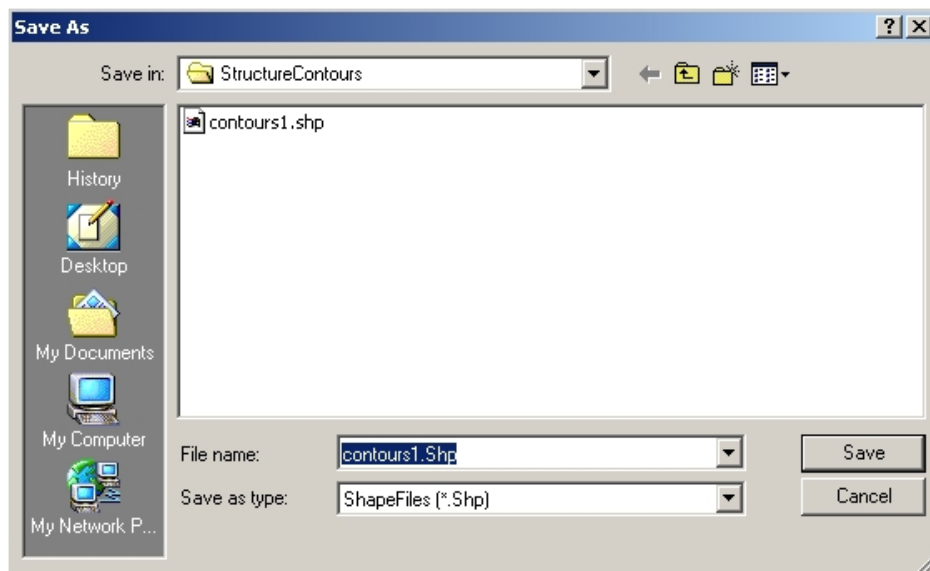 Save As
Save in: StructureContours
contours1.shp
History
Desktop
My Documents
My Computer
My Network P...
File name: contours1.Shp Save
Save as type: ShapeFiles (*.Shp) Cancel